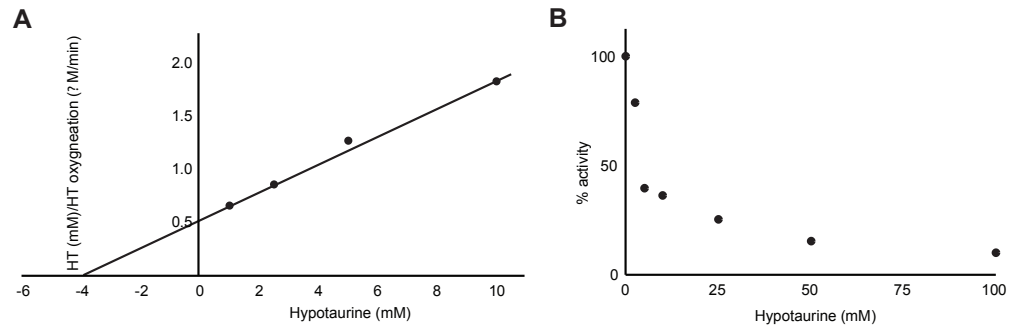 A
HT (mM)/HT oxygneation (? M/min)
2.0
1.5
1.0
0.5
-6 -4 -2 0 2 4 6 8 10
Hypotaurine (mM)
B
% activity
100
50
0
0 25 50 75 100
Hypotaurine (mM)